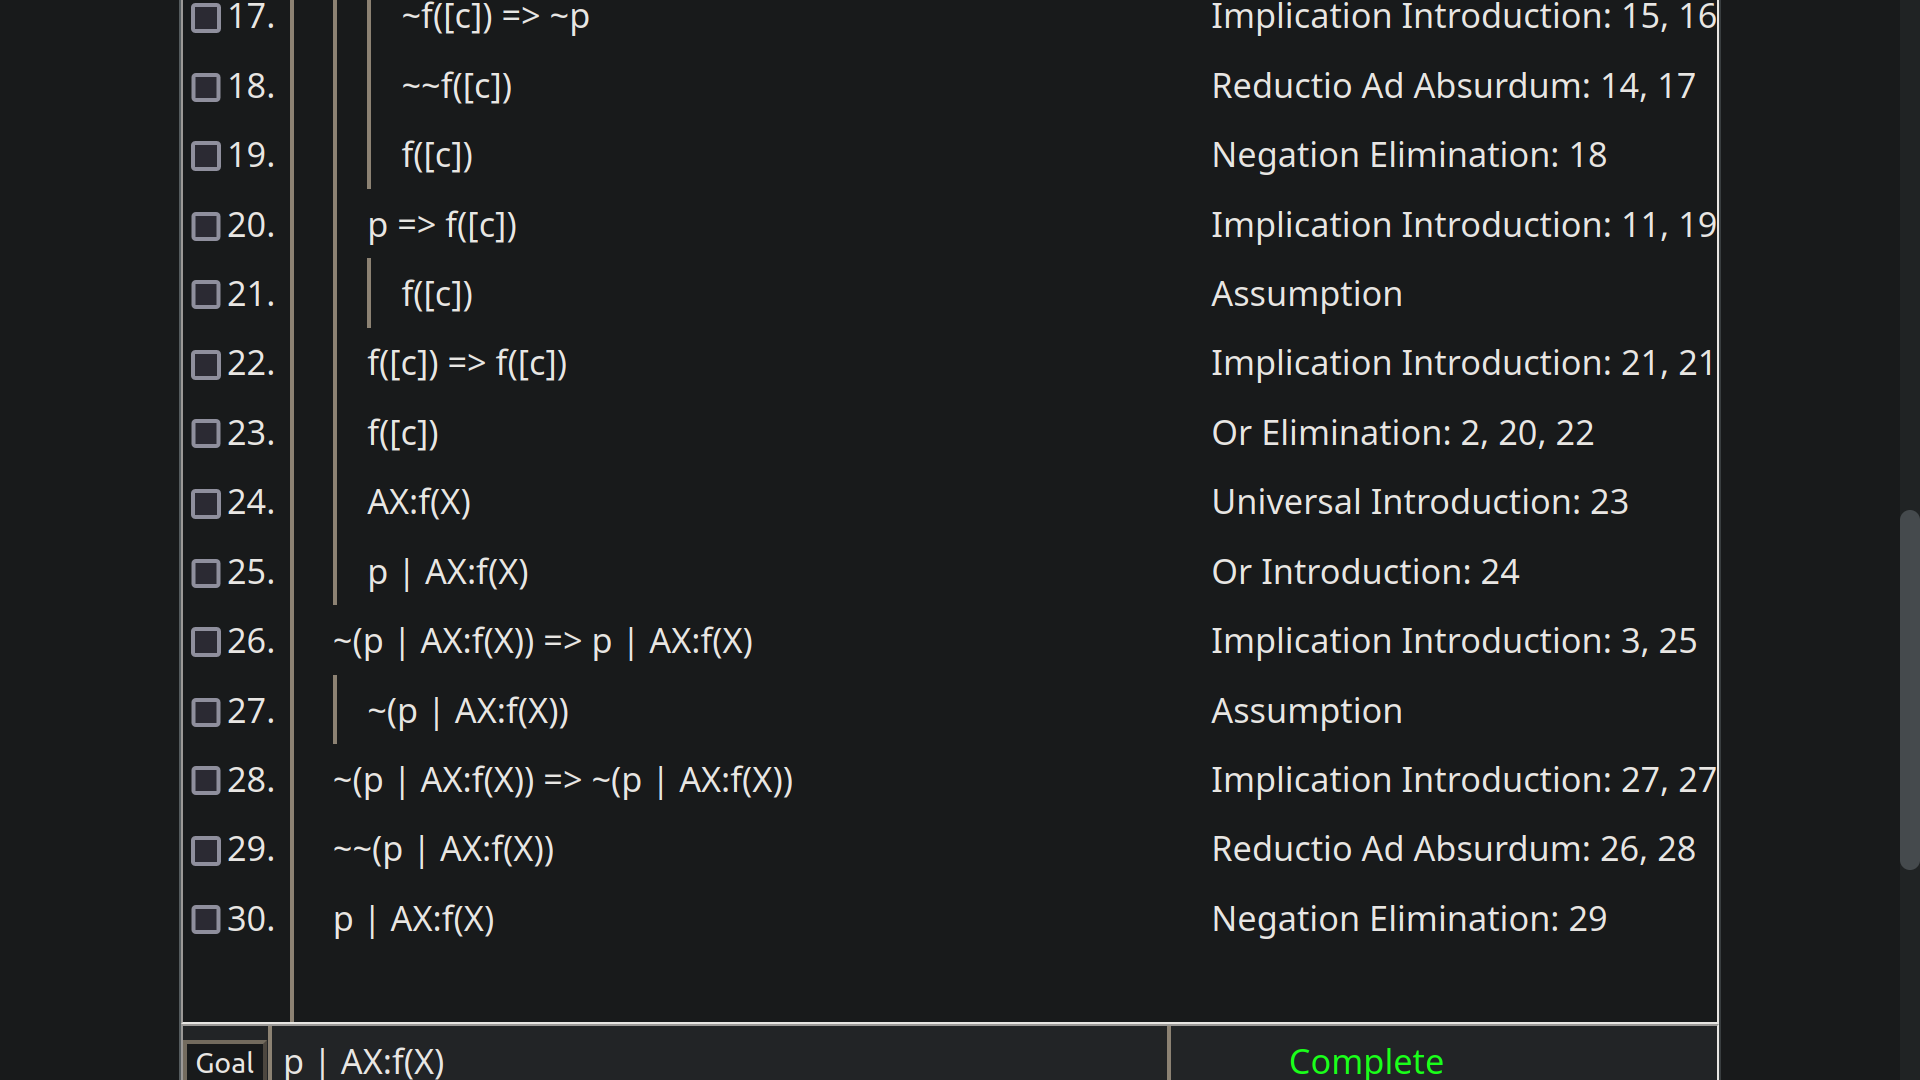 17. ~f([c]) => ~p Implication Introduction: 15, 16
18. ~~f([c]) Reductio Ad Absurdum: 14, 17
19. f([c]) Negation Elimination: 18
20. p => f([c]) Implication Introduction: 11, 19
21. f([c]) Assumption
22. f([c]) => f([c]) Implication Introduction: 21, 21
23. f([c]) Or Elimination: 2, 20, 22
24. AX:f(X) Universal Introduction: 23
25. p | AX:f(X) Or Introduction: 24
26. ~(p | AX:f(X)) => p | AX:f(X) Implication Introduction: 3, 25
27. ~(p | AX:f(X)) Assumption
28. ~(p | AX:f(X)) => ~(p | AX:f(X)) Implication Introduction: 27, 27
29. ~~(p | AX:f(X)) Reductio Ad Absurdum: 26, 28
30. p | AX:f(X) Negation Elimination: 29
Goal p | AX:f(X) Complete